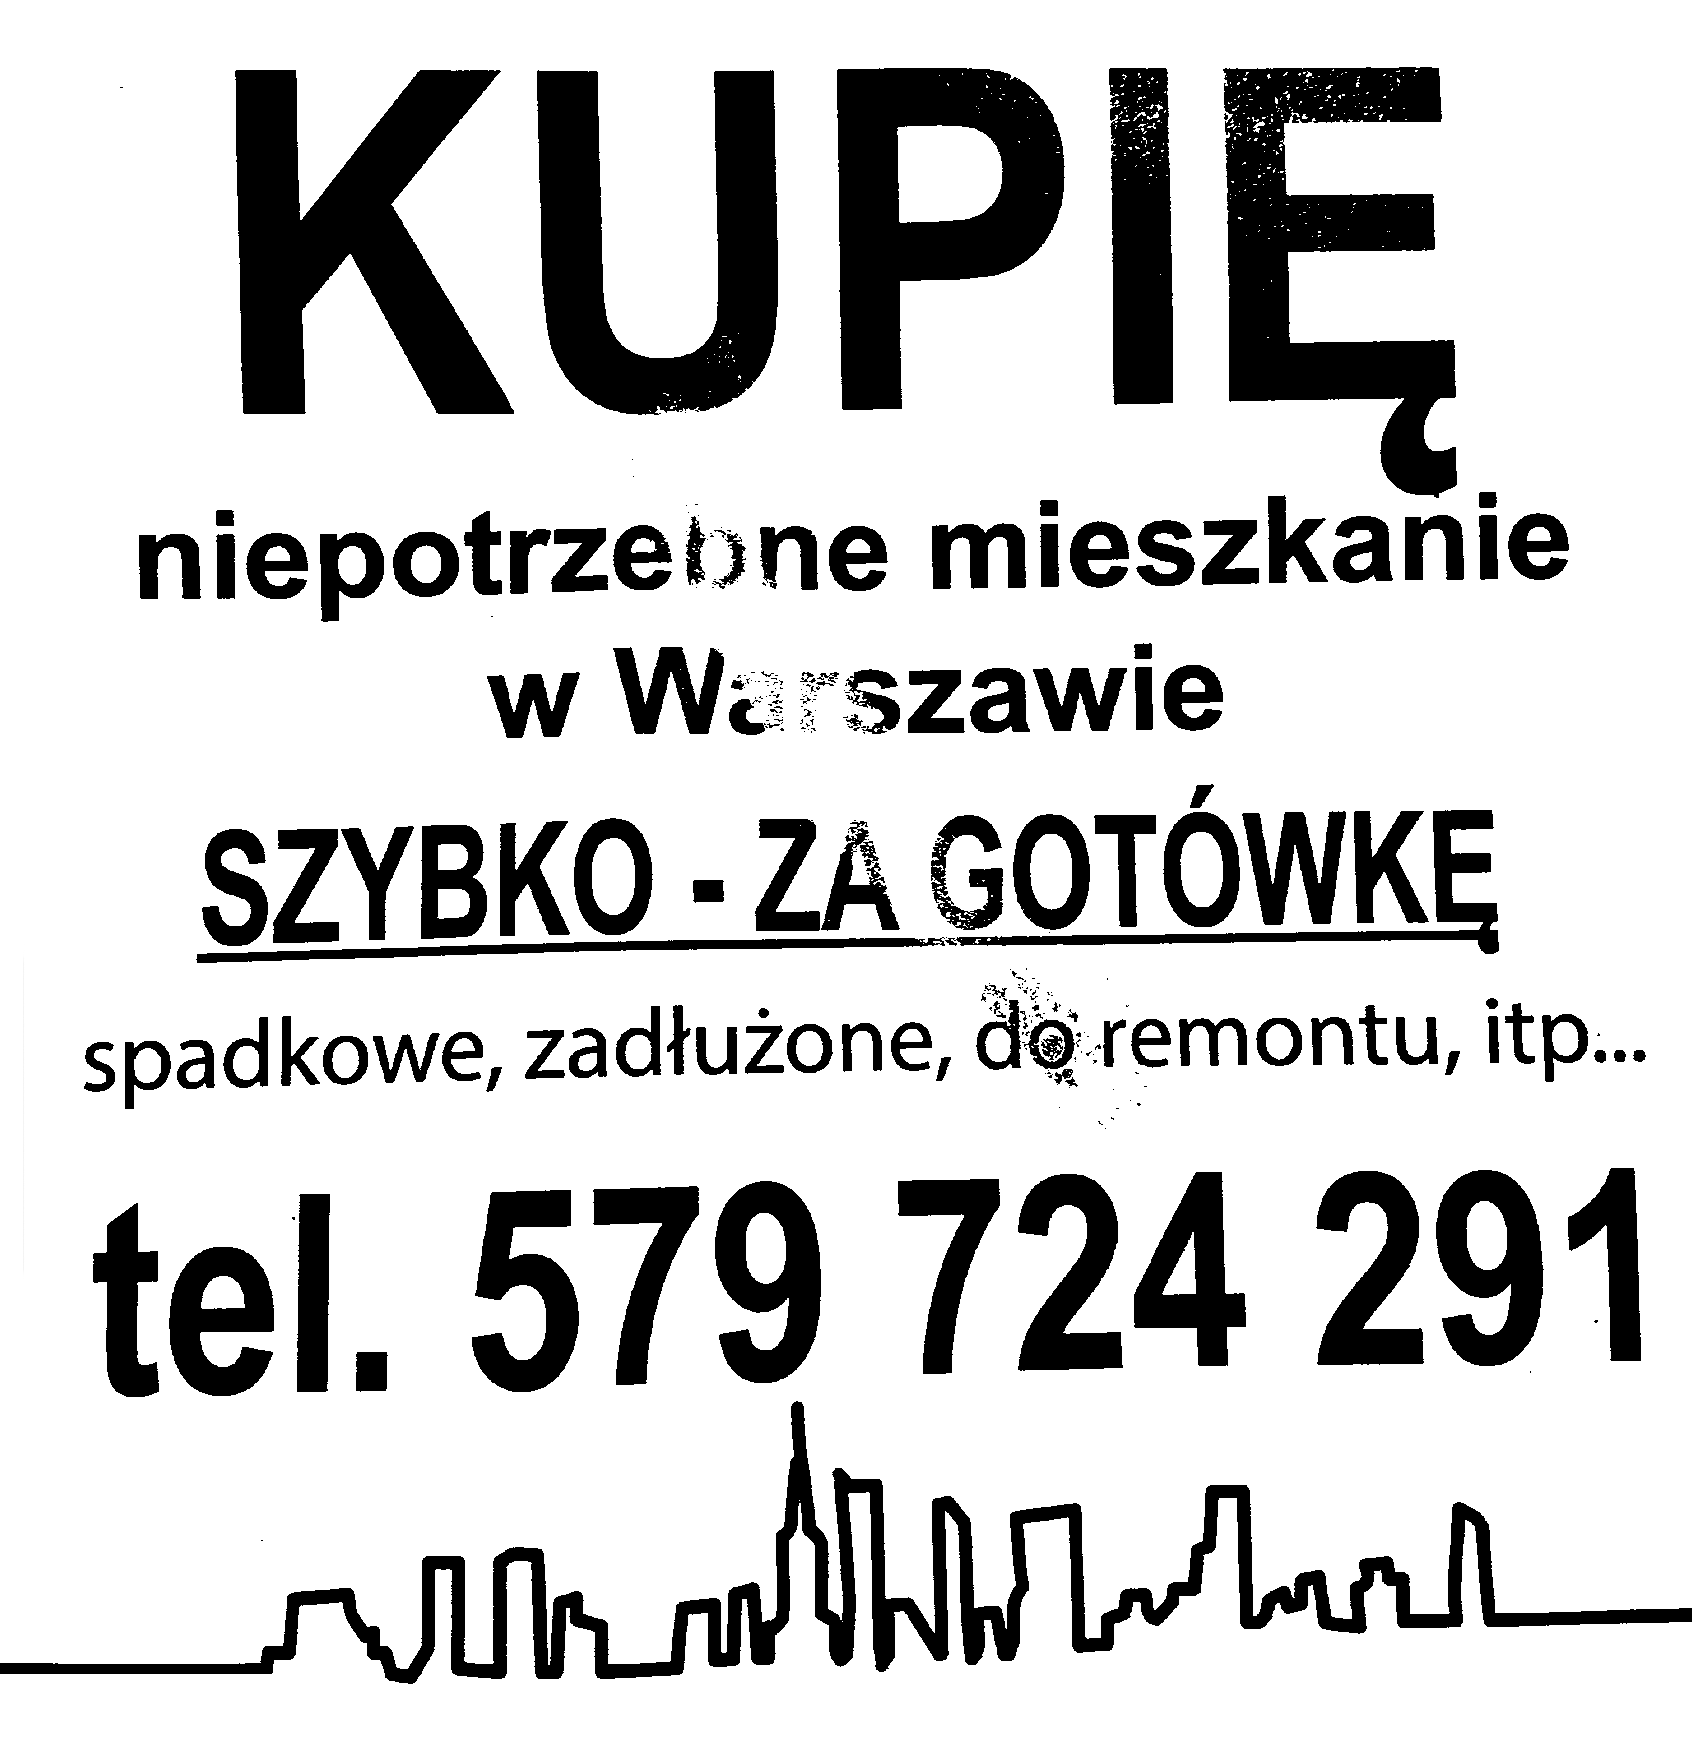 KUPIĘ
niepotrzebne mieszkanie
w Warszawie
SZYBKO - ZA GOTÓWKĘ
spadkowe, zadłużone, do remontu, itp...
tel. 579 724 291